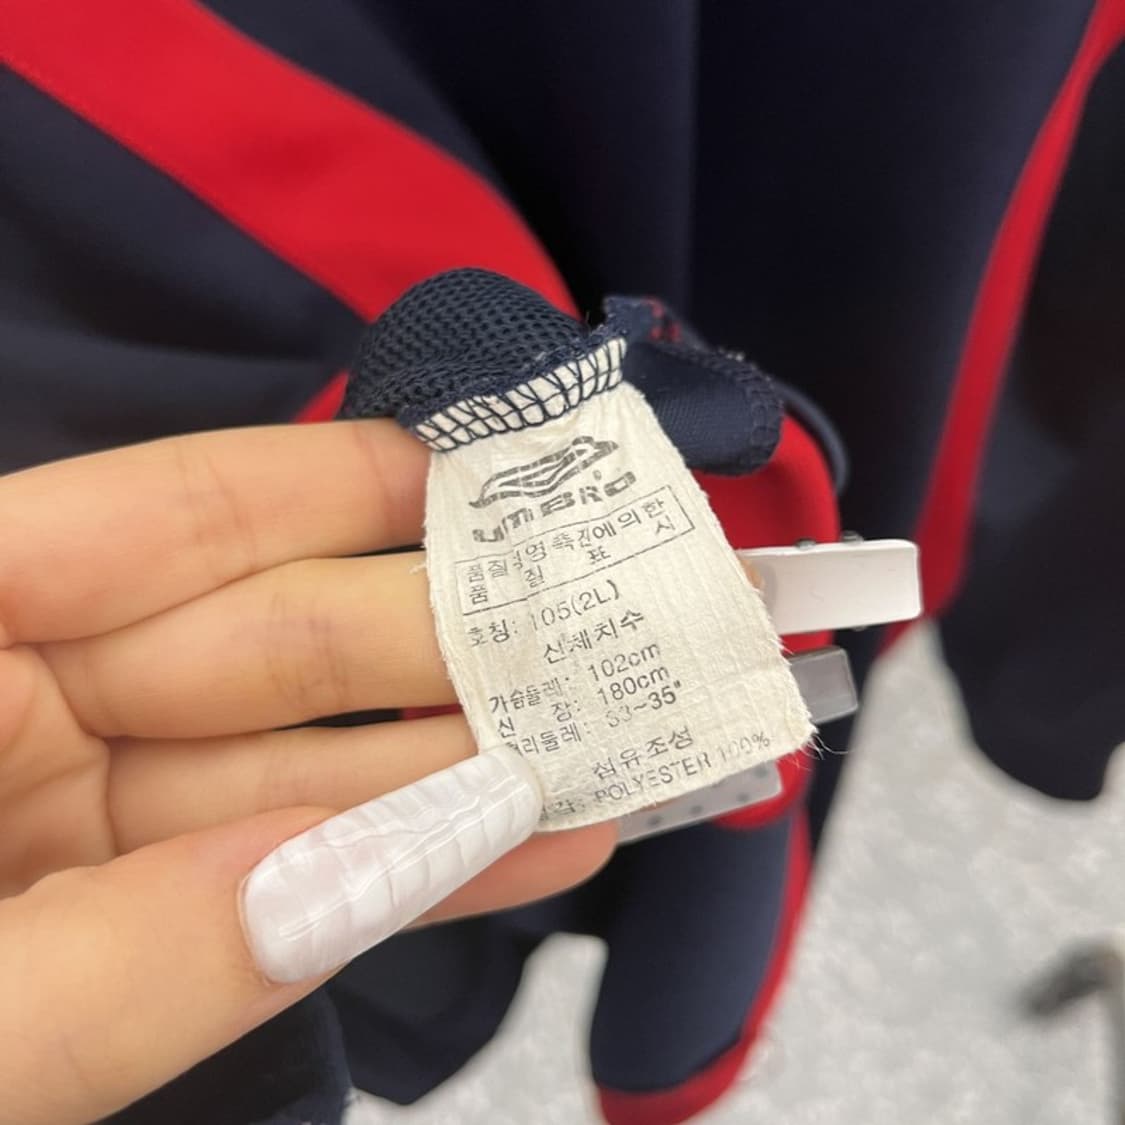 UMBRO
품질경영촉진에의한
품질표시
호칭: 105(2L)
신체치수
가슴둘레: 102cm
신 장: 180cm
허리둘레: 33~35"
섬유조성
POLYESTER 100%